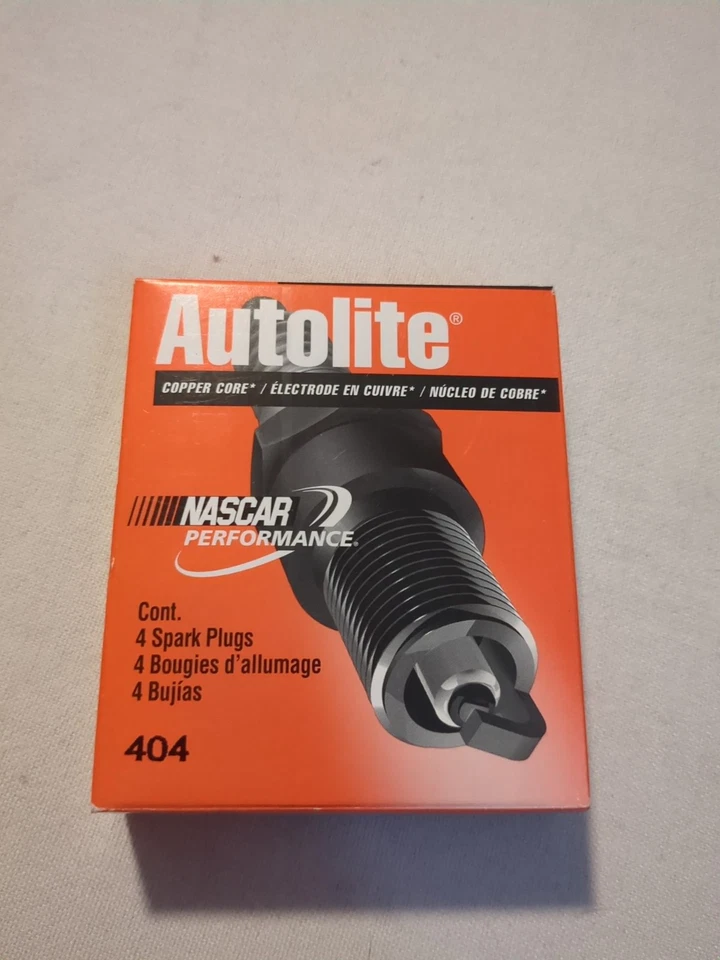 Autolite®
COPPER CORE* / ÉLECTRODE EN CUIVRE* / NÚCLEO DE COBRE*
NASCAR
PERFORMANCE®
Cont.
4 Spark Plugs
4 Bougies d'allumage
4 Bujías
404